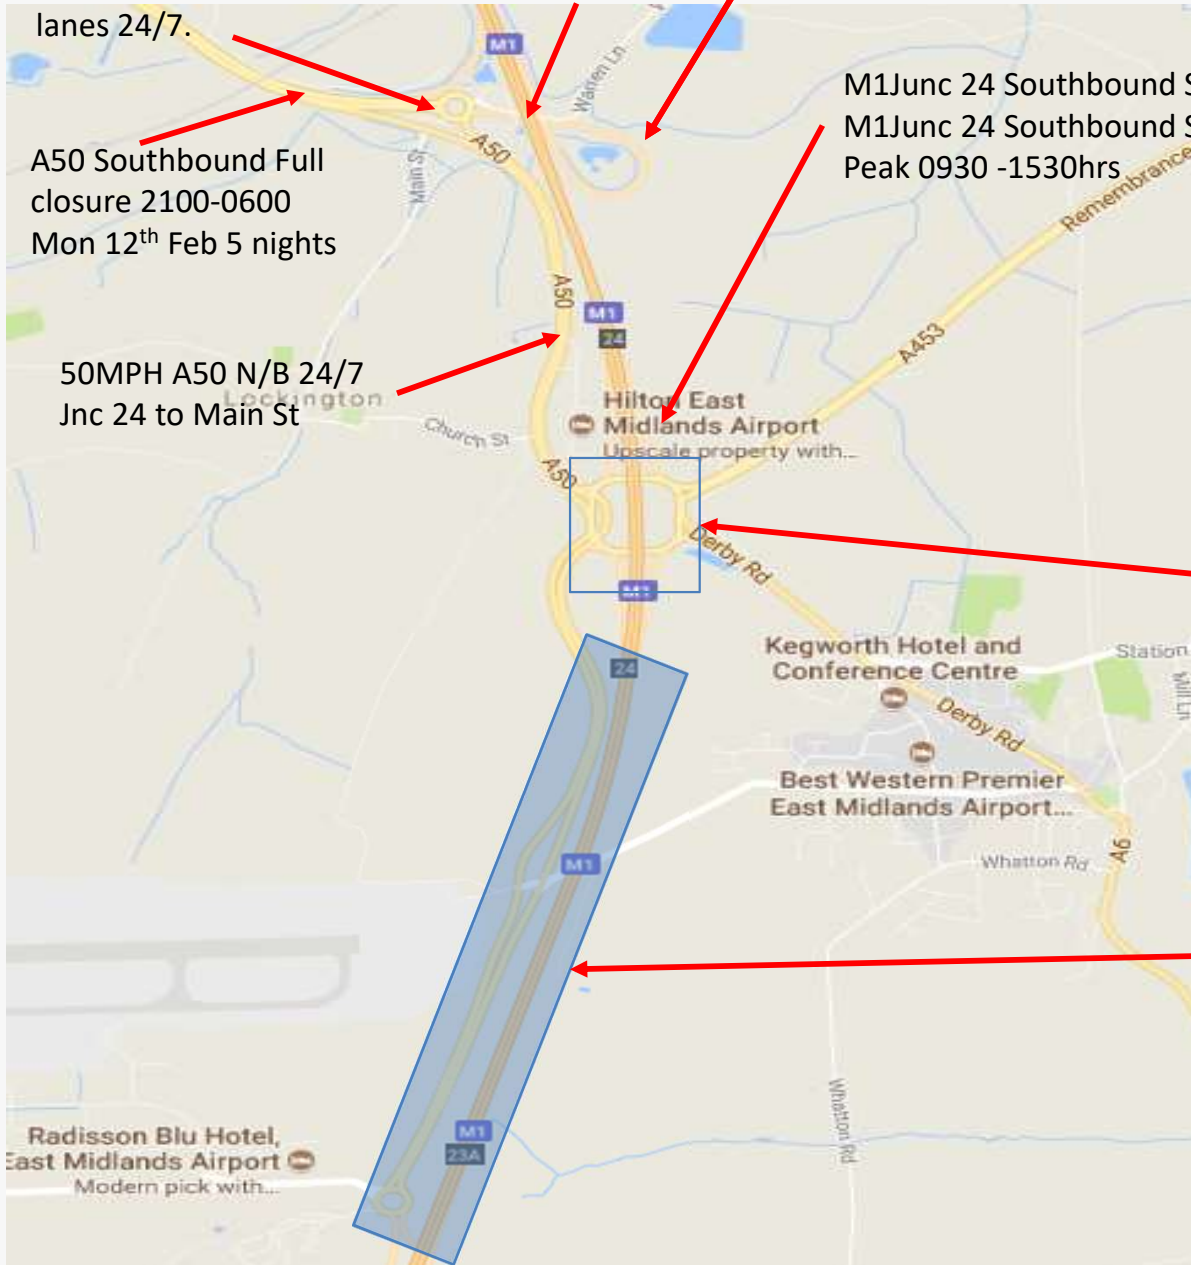 lanes 24/7.
M1
Warren Ln
M1Junc 24 Southbound S
M1Junc 24 Southbound S
Peak 0930 -1530hrs
A50 Southbound Full
closure 2100-0600
Mon 12th Feb 5 nights
A50
Main St
Remembrance
A50
M1
24
A453
50MPH A50 N/B 24/7
Jnc 24 to Main St
Lockington
Hilton East
Midlands Airport
Upscale property with...
Church St
A50
Derby Rd
M1
Kegworth Hotel and
Conference Centre
Station
24
Derby Rd
Best Western Premier
East Midlands Airport...
M1
Whatton Rd
A6
Whatton Rd
M1
23A
Radisson Blu Hotel,
East Midlands Airport
Modern pick with...